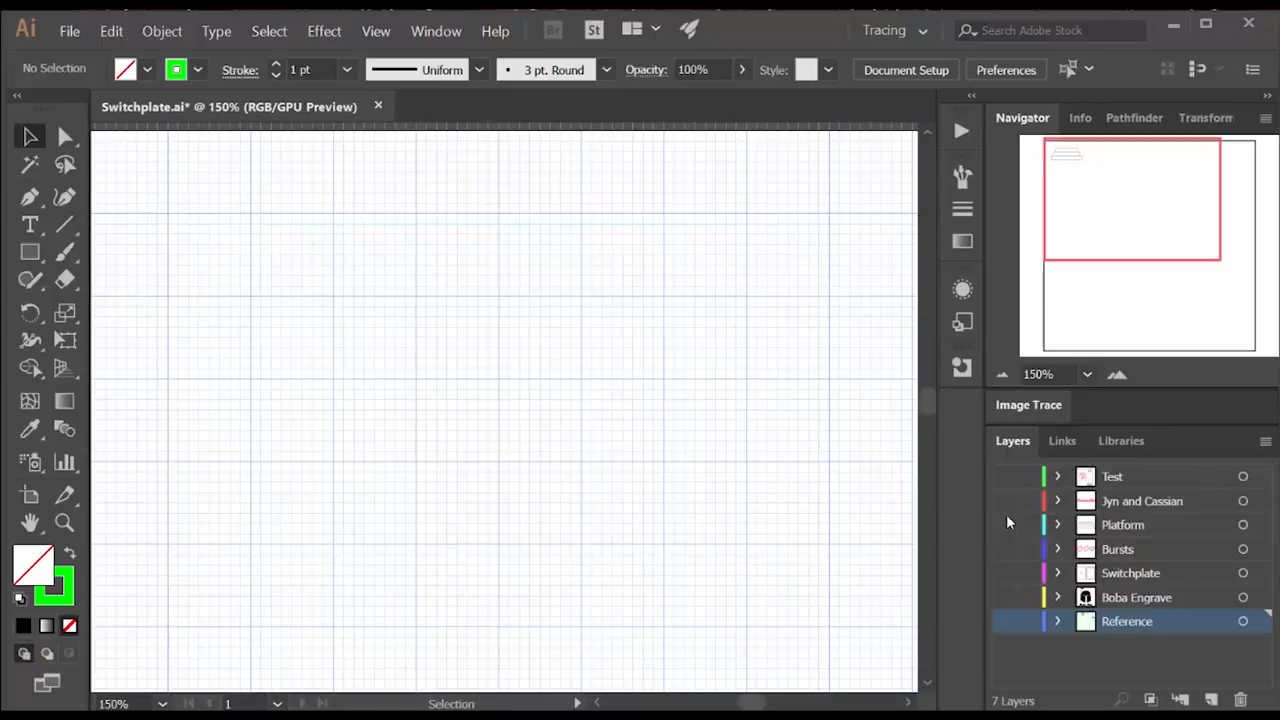 Ai File Edit Object Type Select Effect View Window Help Br St Tracing Search Adobe Stock
No Selection Stroke: 1 pt Uniform 3 pt. Round Opacity: 100% Style: Document Setup Preferences
Switchplate.ai* @ 150% (RGB/GPU Preview)
Navigator Info Pathfinder Transform
150%
Image Trace
Layers Links Libraries
Test
Jyn and Cassian
Platform
Bursts
Switchplate
Boba Engrave
Reference
7 Layers
150% 1 Selection